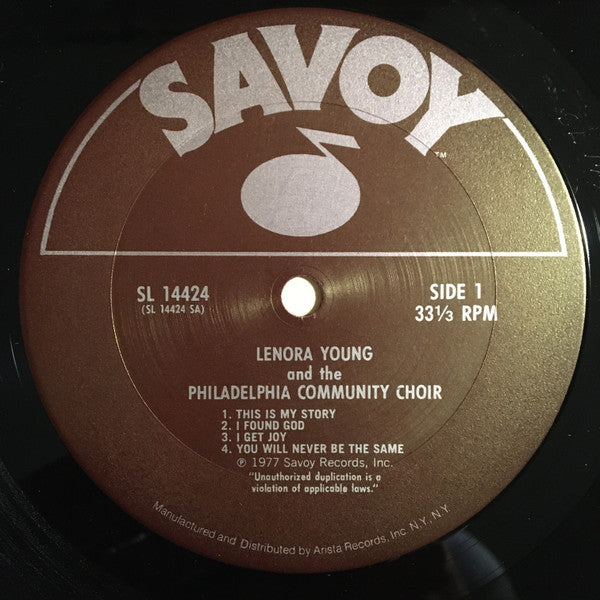 SAVOY
TM
SL 14424
(SL 14424 SA)
SIDE 1
33⅓ RPM
LENORA YOUNG
and the
PHILADELPHIA COMMUNITY CHOIR
1. THIS IS MY STORY
2. I FOUND GOD
3. I GET JOY
4. YOU WILL NEVER BE THE SAME
℗ 1977 Savoy Records, Inc.
"Unauthorized duplication is a
violation of applicable laws."
Manufactured and Distributed by Arista Records, Inc. N.Y., N.Y.